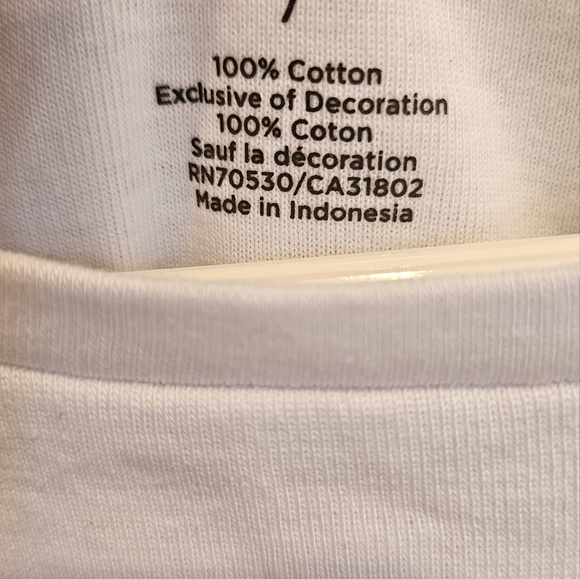 100% Cotton
Exclusive of Decoration
100% Coton
Sauf la décoration
RN70530/CA31802
Made in Indonesia